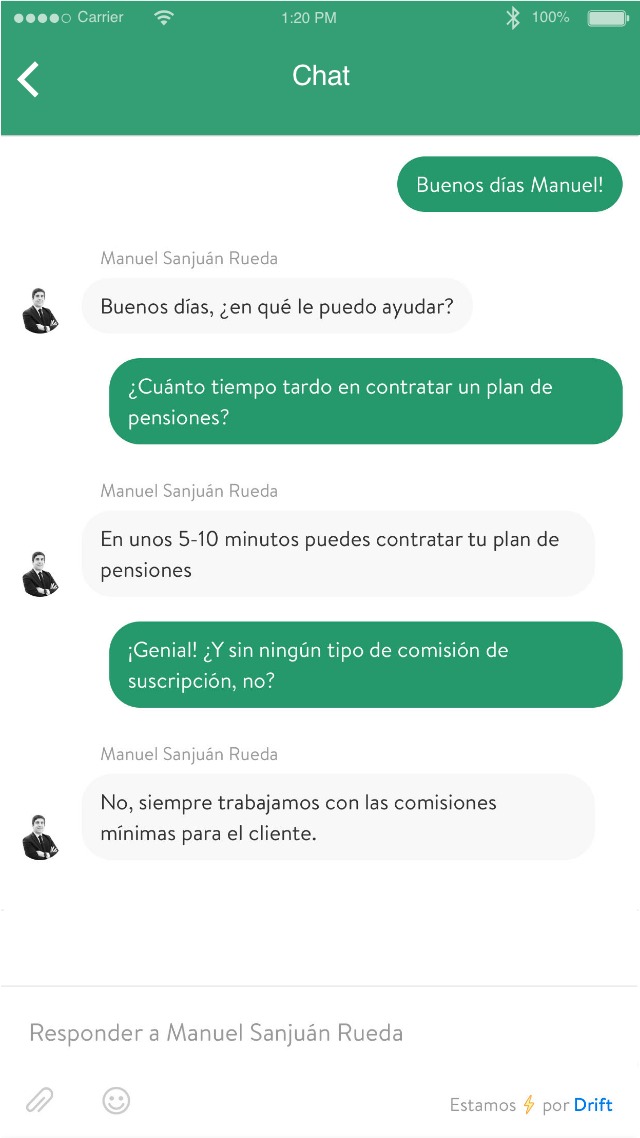 Carrier 1:20 PM 100%
Chat
Buenos días Manuel!
Manuel Sanjuán Rueda
Buenos días, ¿en qué le puedo ayudar?
¿Cuánto tiempo tardo en contratar un plan de
pensiones?
Manuel Sanjuán Rueda
En unos 5-10 minutos puedes contratar tu plan de
pensiones
¡Genial! ¿Y sin ningún tipo de comisión de
suscripción, no?
Manuel Sanjuán Rueda
No, siempre trabajamos con las comisiones
mínimas para el cliente.
Responder a Manuel Sanjuán Rueda
Estamos ⚡ por Drift